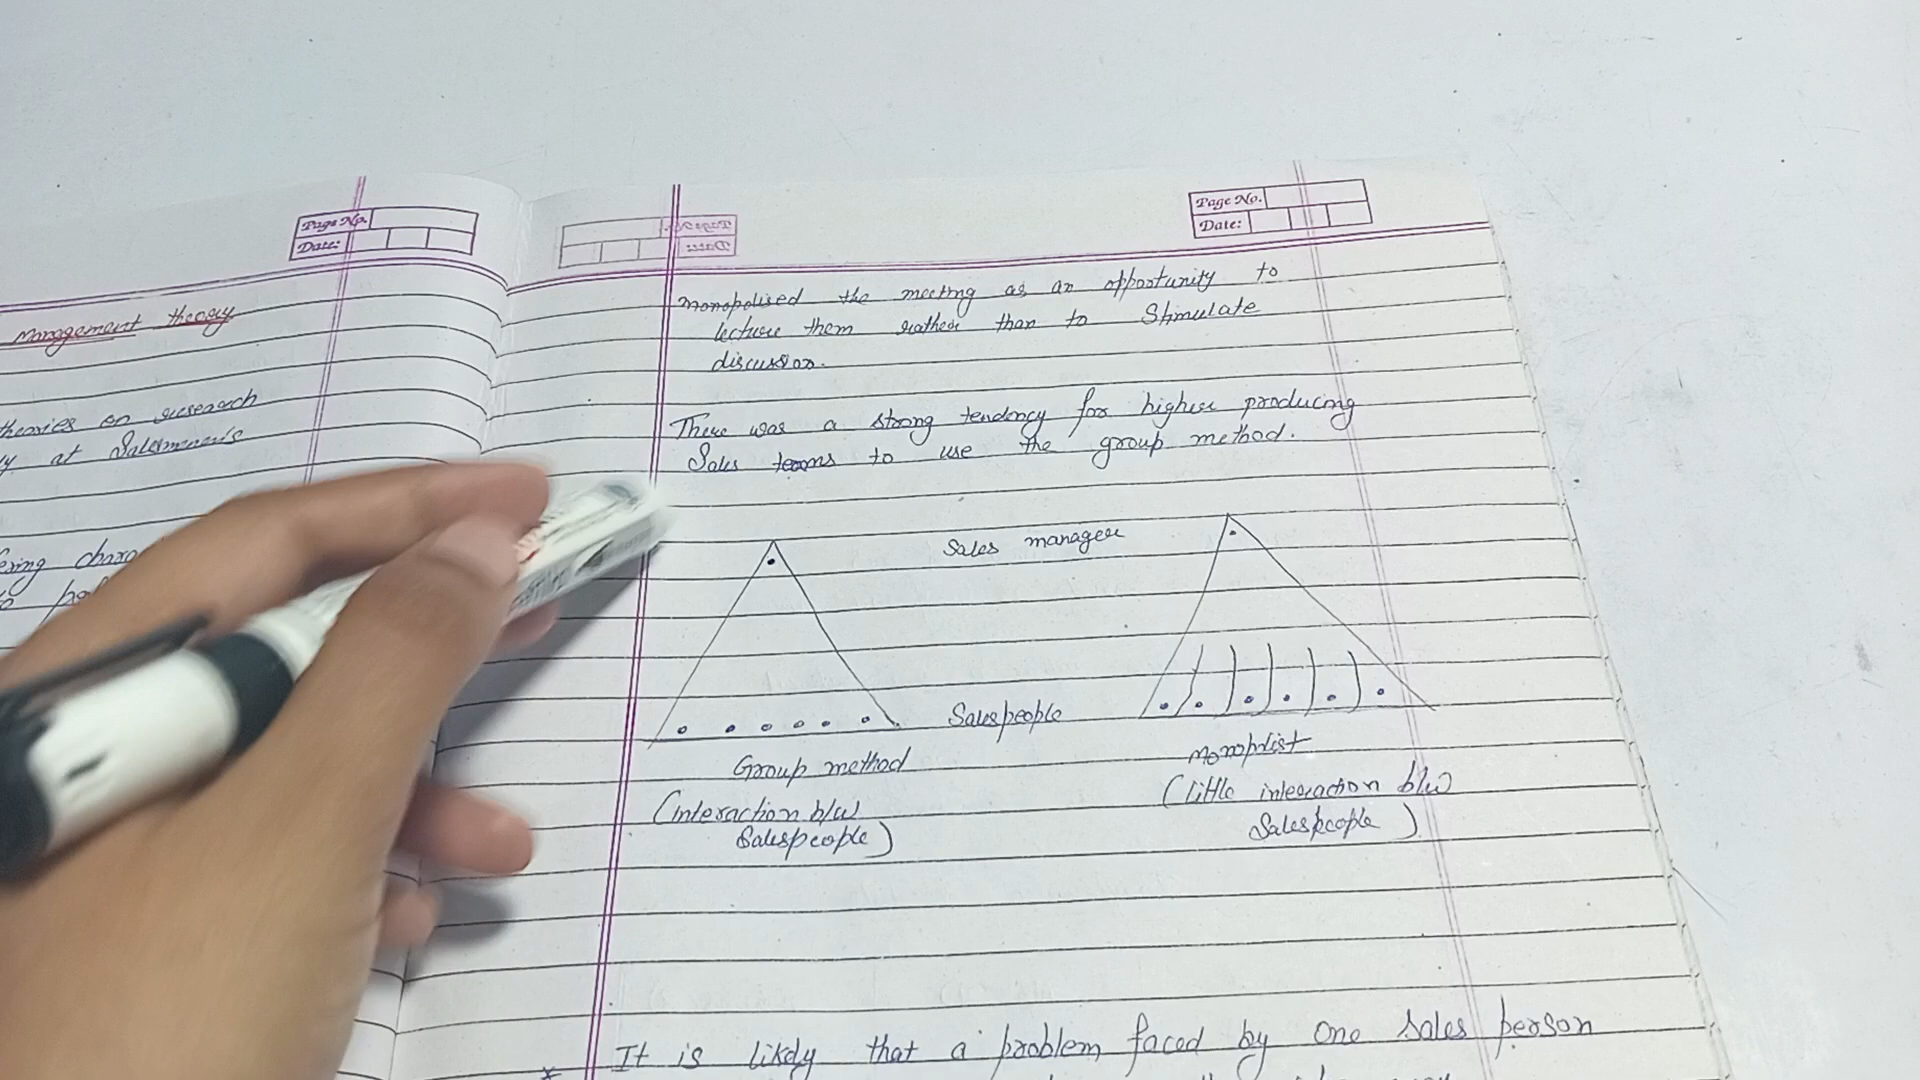 Page No.
Date:
Management theory
theories on research
at Salesmen's
Page No.
Date:
monopolised the meeting as an opportunity to
lecture them rather than to Stimulate
discussion.
There was a strong tendency for higher producing
Sales teams to use the group method.
Sales manager
Salespeople
Group method
(Interaction b/w
Salespeople)
Monoplist
(little interaction b/w
Salespeople)
* It is likely that a problem faced by one sales person